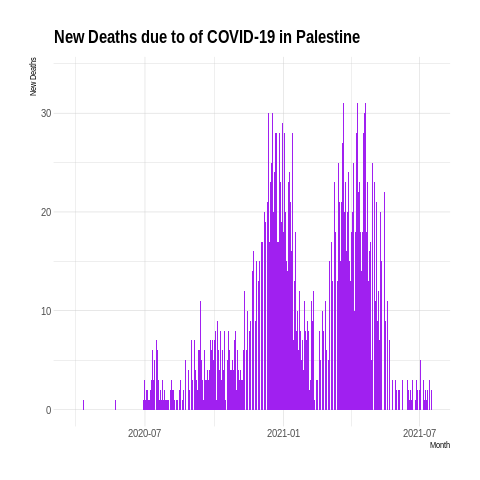 New Deaths due to of COVID-19 in Palestine
New Deaths
30
20
10
0
2020-07 2021-01 2021-07
Month